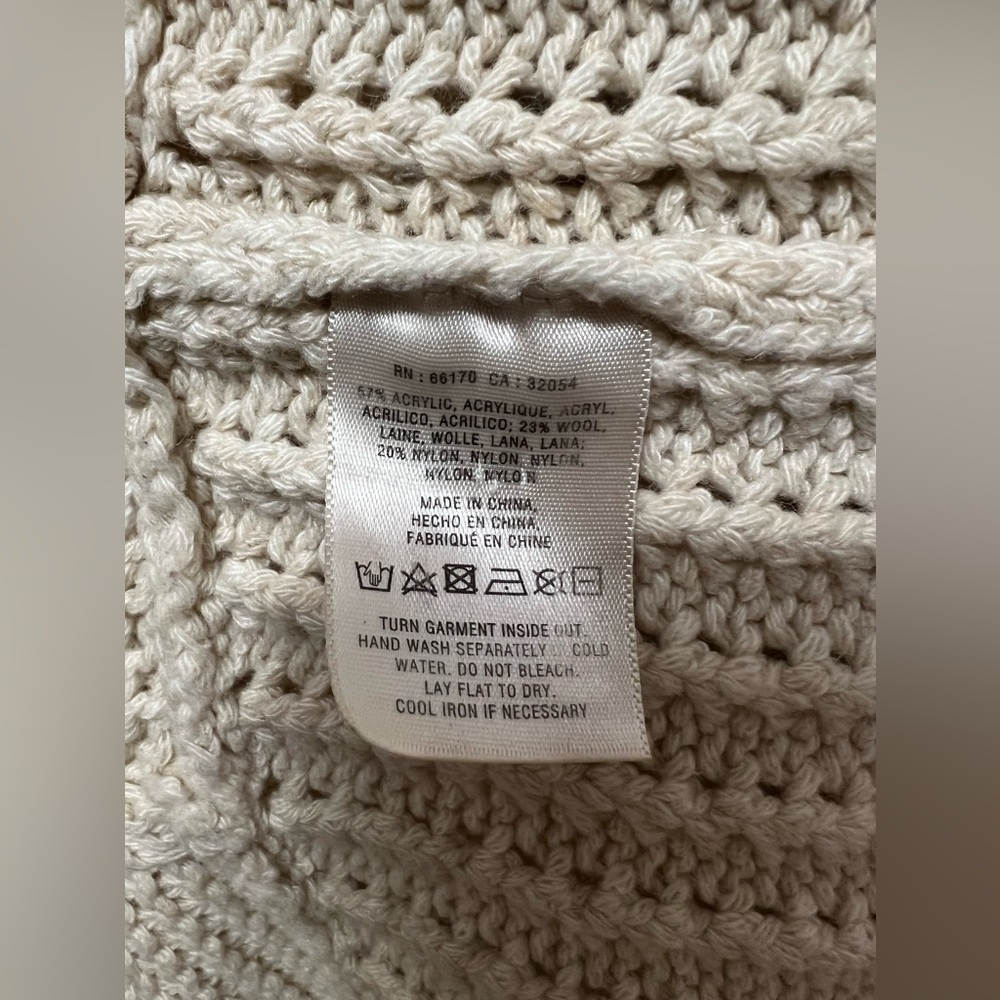 RN : 66170 CA : 32054
57% ACRYLIC, ACRYLIQUE, ACRYL,
ACRILICO, ACRILICO; 23% WOOL,
LAINE, WOLLE, LANA, LANA;
20% NYLON, NYLON, NYLON,
NYLON, NYLON
MADE IN CHINA,
HECHO EN CHINA,
FABRIQUÉ EN CHINE
TURN GARMENT INSIDE OUT.
HAND WASH SEPARATELY COLD
WATER. DO NOT BLEACH.
LAY FLAT TO DRY.
COOL IRON IF NECESSARY